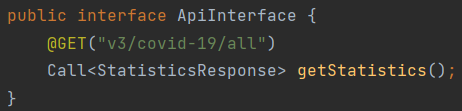 public interface ApiInterface {
    @GET("v3/covid-19/all")
    Call<StatisticsResponse> getStatistics();
}